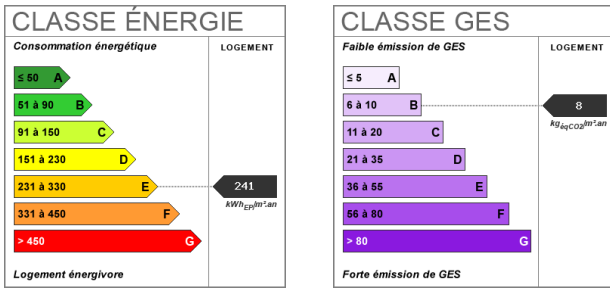 CLASSE ÉNERGIE
Consommation énergétique
LOGEMENT
≤ 50 A
51 à 90 B
91 à 150 C
151 à 230 D
231 à 330 E
241
kWhEP/m².an
331 à 450 F
> 450 G
Logement énergivore
CLASSE GES
Faible émission de GES
LOGEMENT
≤ 5 A
6 à 10 B
8
kgéqCO2/m².an
11 à 20 C
21 à 35 D
36 à 55 E
56 à 80 F
> 80 G
Forte émission de GES